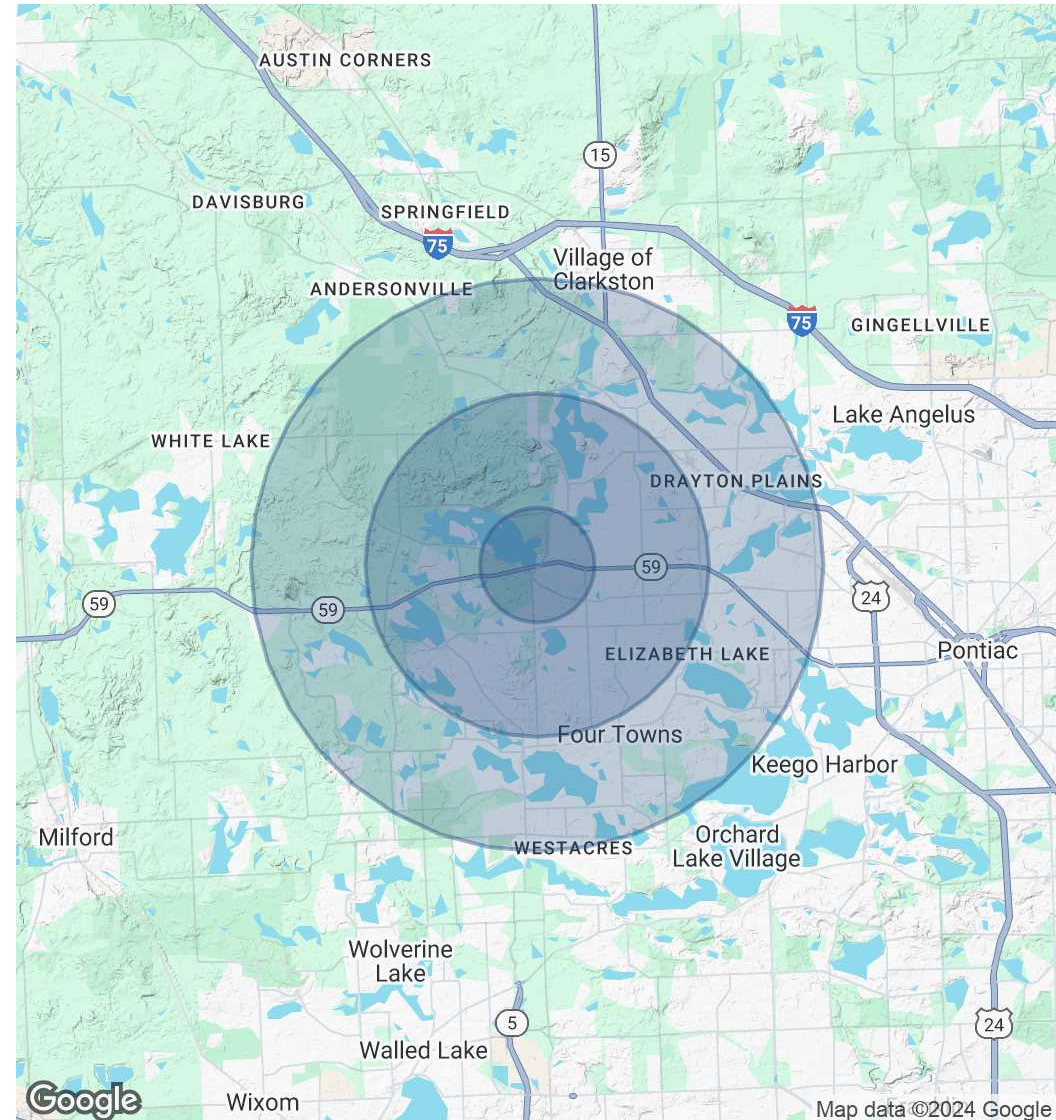 AUSTIN CORNERS
15
DAVISBURG
SPRINGFIELD
75
Village of
Clarkston
ANDERSONVILLE
75
GINGELLVILLE
Lake Angelus
WHITE LAKE
DRAYTON PLAINS
59
59
59
24
ELIZABETH LAKE
Pontiac
Four Towns
Keego Harbor
Milford
WESTACRES
Orchard
Lake Village
Wolverine
Lake
5
24
Walled Lake
Wixom
Google
Map data ©2024 Google